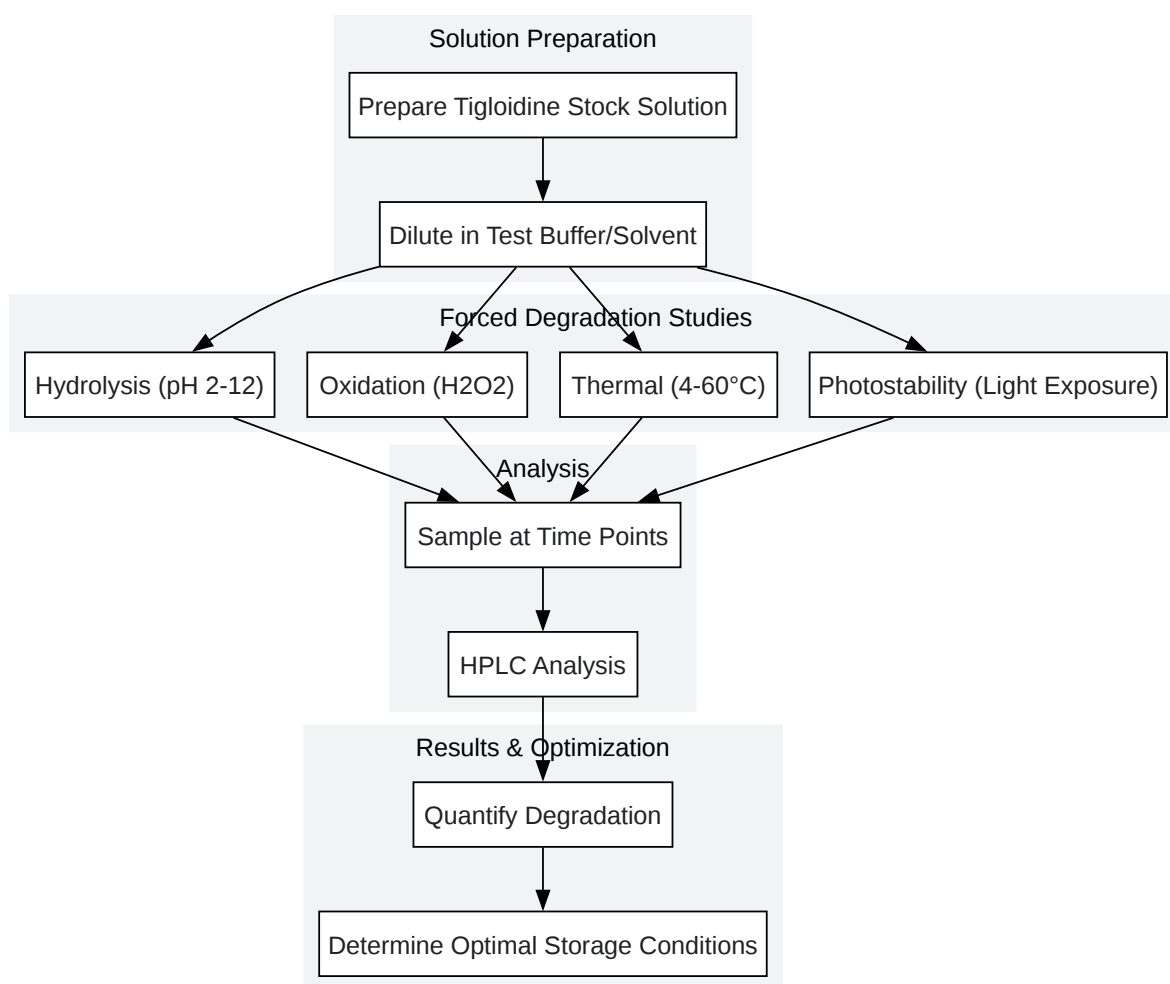 Solution Preparation
Prepare Tigloidine Stock Solution
Dilute in Test Buffer/Solvent
Forced Degradation Studies
Hydrolysis (pH 2-12)
Oxidation (H2O2)
Thermal (4-60°C)
Photostability (Light Exposure)
Analysis
Sample at Time Points
HPLC Analysis
Results & Optimization
Quantify Degradation
Determine Optimal Storage Conditions